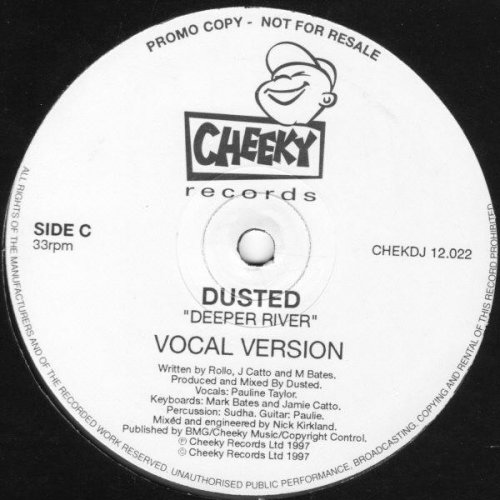 PROMO COPY - NOT FOR RESALE
CHEEKY
records
SIDE C
33rpm
CHEKDJ 12.022
DUSTED
"DEEPER RIVER"
VOCAL VERSION
Written by Rollo, J Catto and M Bates.
Produced and Mixed By Dusted.
Vocals: Pauline Taylor.
Keyboards: Mark Bates and Jamie Catto.
Percussion: Sudha. Guitar: Paulie.
Mixéd and engineered by Nick Kirkland.
Published by BMG/Cheeky Music/Copyright Control.
℗ Cheeky Records Ltd 1997
© Cheeky Records Ltd 1997
ALL RIGHTS OF THE MANUFACTURERS AND OF THE OWNER OF THE RECORDED WORK RESERVED. UNAUTHORISED PUBLIC PERFORMANCE, BROADCASTING, COPYING AND RENTAL OF THIS RECORD PROHIBITED